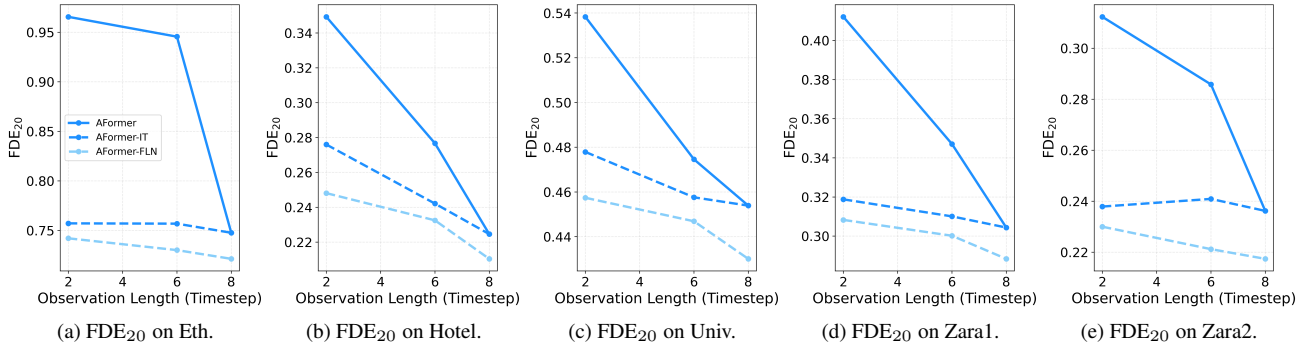 0.95
0.90
0.85
0.80
0.75
FDE20
AFormer
AFormer-IT
AFormer-FLN
2 4 6 8
Observation Length (Timestep)
(a) FDE20 on Eth.
0.34
0.32
0.30
0.28
0.26
0.24
0.22
FDE20
2 4 6 8
Observation Length (Timestep)
(b) FDE20 on Hotel.
0.54
0.52
0.50
0.48
0.46
0.44
FDE20
2 4 6 8
Observation Length (Timestep)
(c) FDE20 on Univ.
0.40
0.38
0.36
0.34
0.32
0.30
FDE20
2 4 6 8
Observation Length (Timestep)
(d) FDE20 on Zara1.
0.30
0.28
0.26
0.24
0.22
FDE20
2 4 6 8
Observation Length (Timestep)
(e) FDE20 on Zara2.